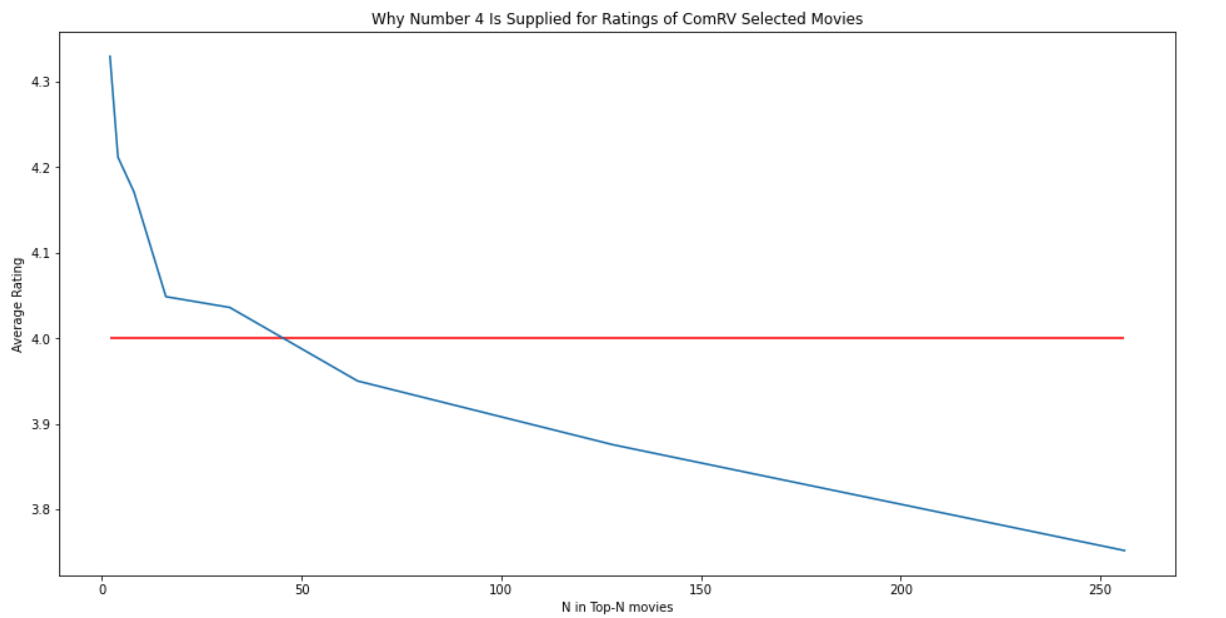 Why Number 4 Is Supplied for Ratings of ComRV Selected Movies
4.3
4.2
4.1
4.0
3.9
3.8
Average Rating
0 50 100 150 200 250
N in Top-N movies